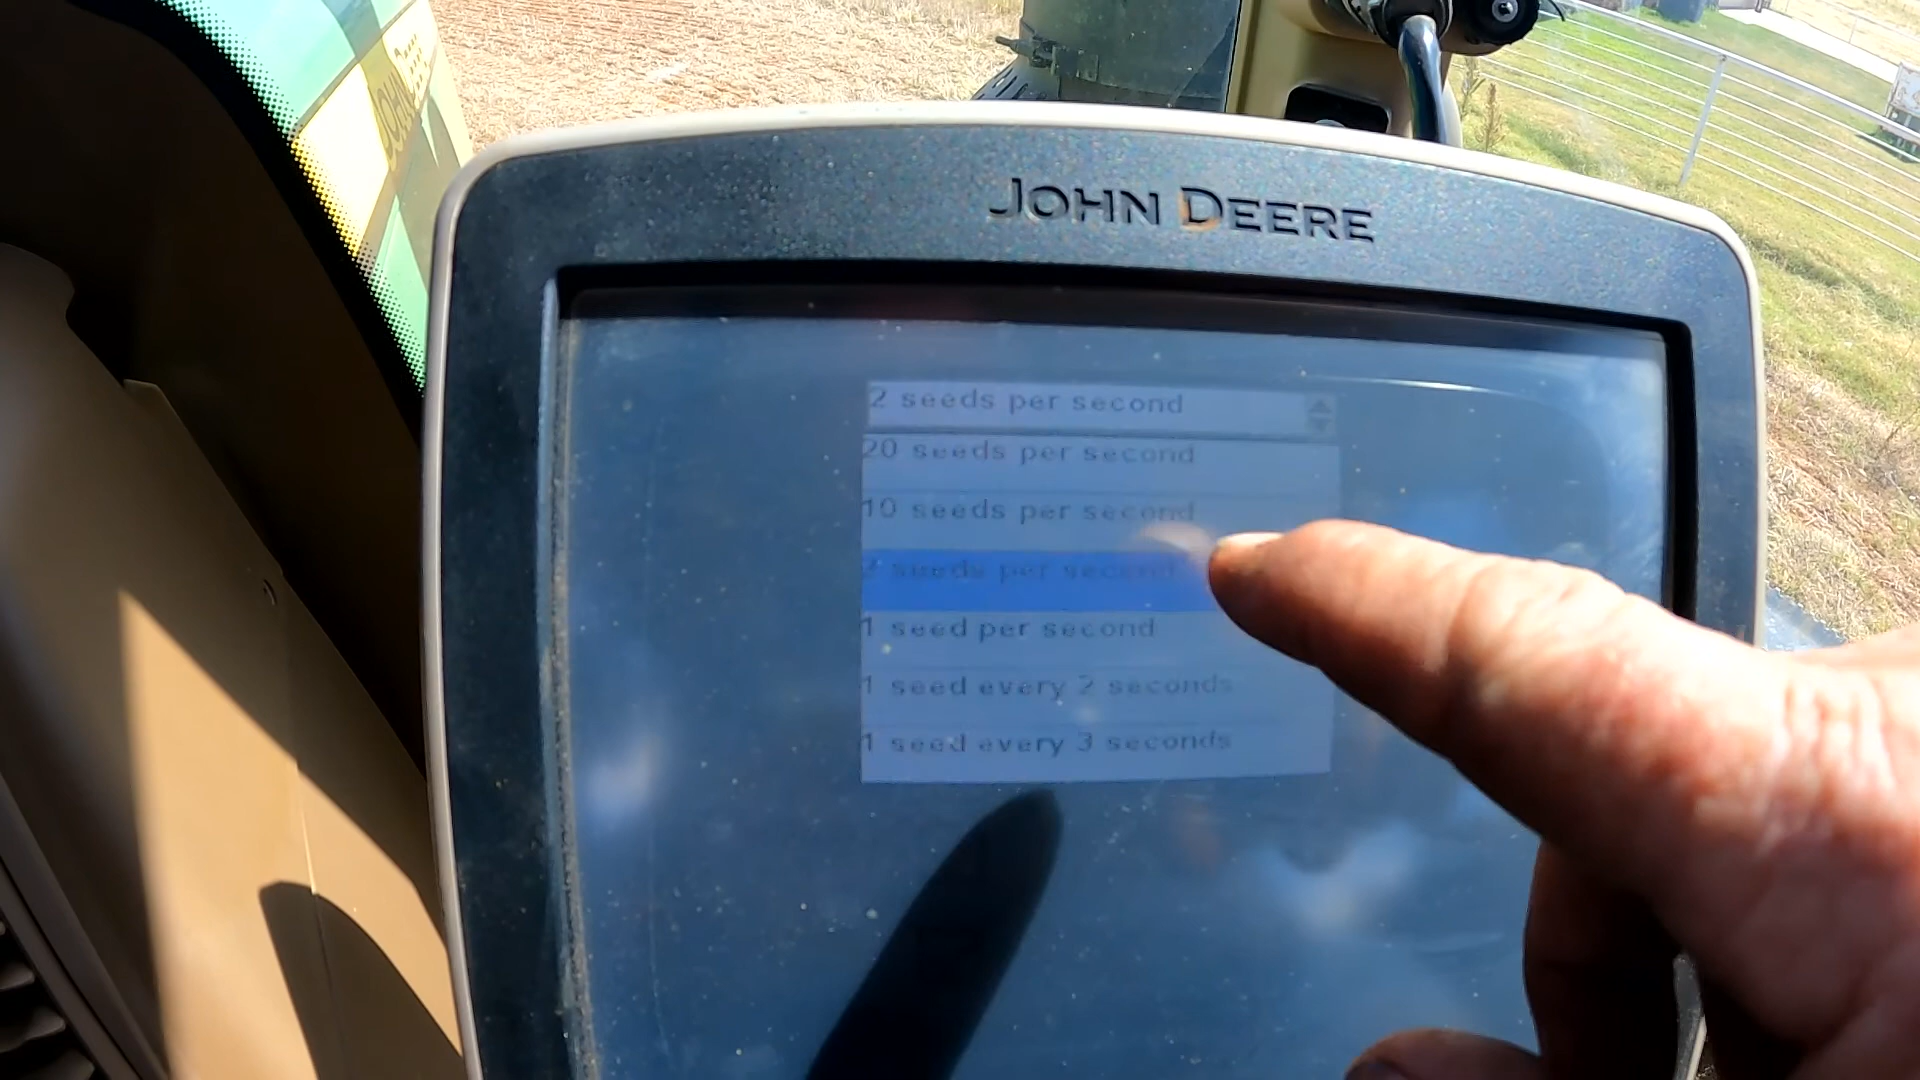 JOHN DEERE
2 seeds per second
20 seeds per second
10 seeds per second
2 seeds per second
1 seed per second
1 seed every 2 seconds
1 seed every 3 seconds
JOHN